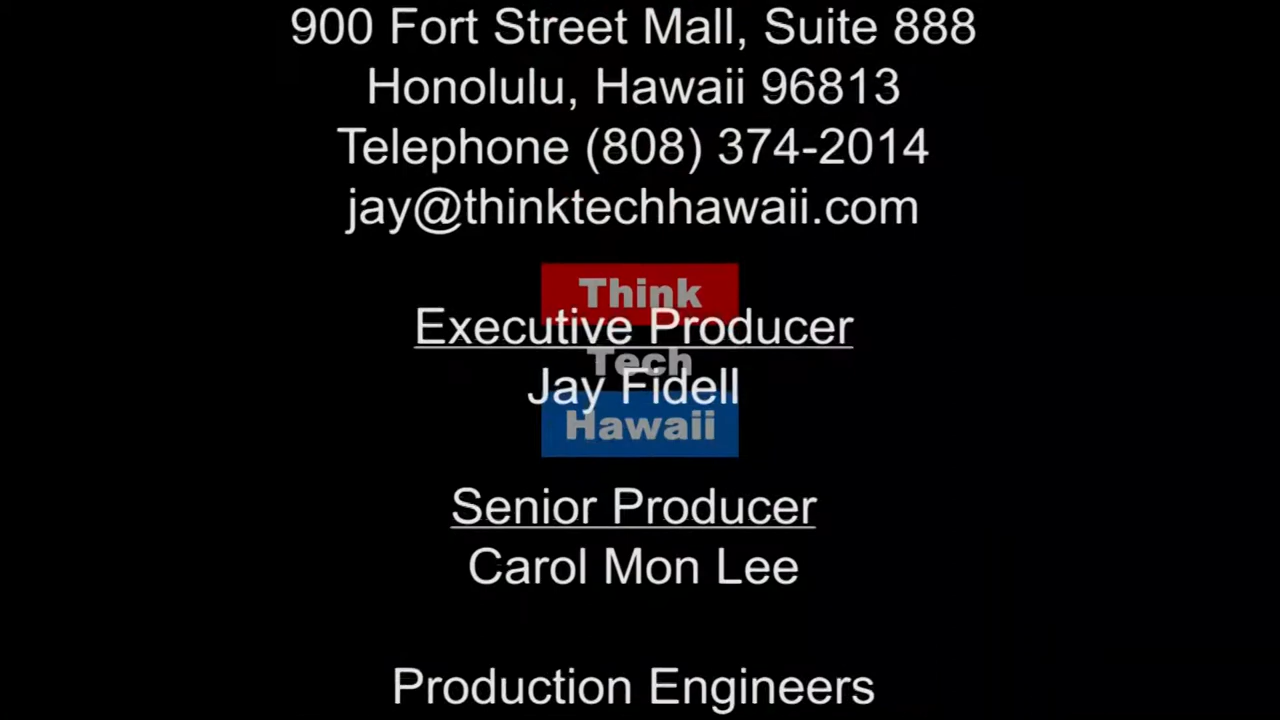 900 Fort Street Mall, Suite 888
Honolulu, Hawaii 96813
Telephone (808) 374-2014
jay@thinktechhawaii.com
Think
Executive Producer
Tech
Jay Fidell
Hawaii
Senior Producer
Carol Mon Lee
Production Engineers